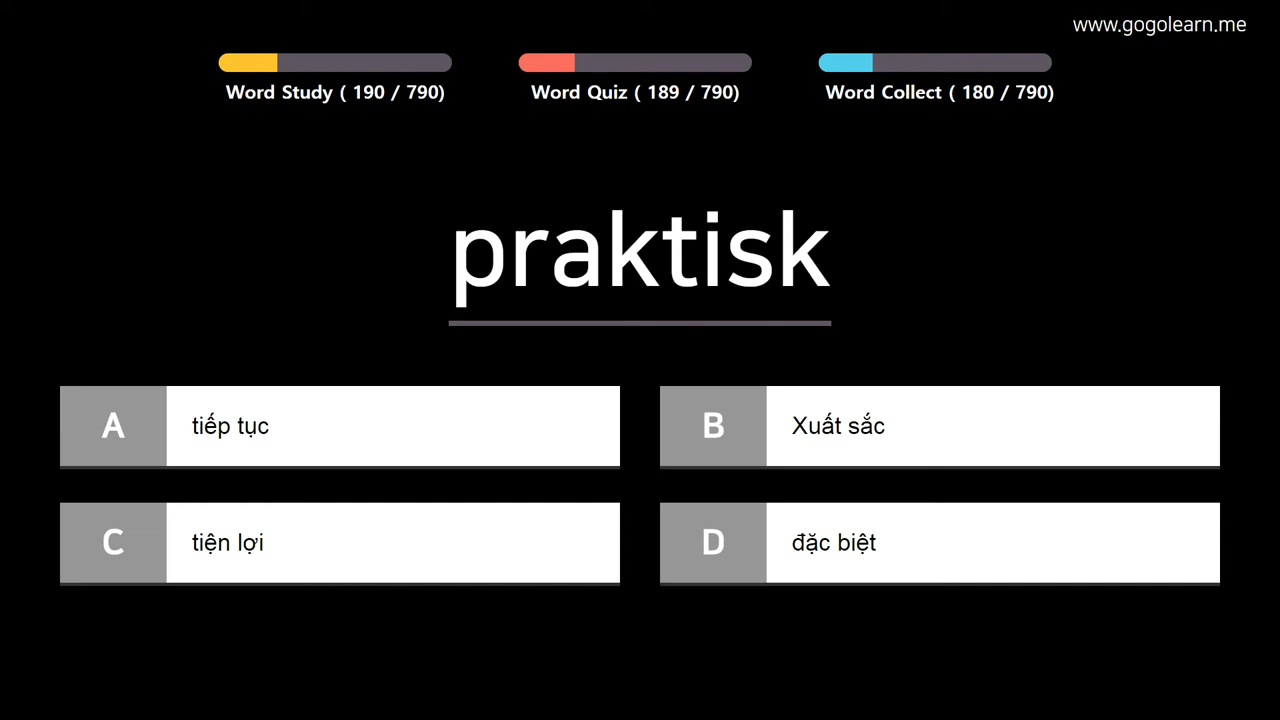 www.gogolearn.me
Word Study ( 190 / 790)
Word Quiz ( 189 / 790)
Word Collect ( 180 / 790)
praktisk
A tiếp tục
B Xuất sắc
C tiện lợi
D đặc biệt